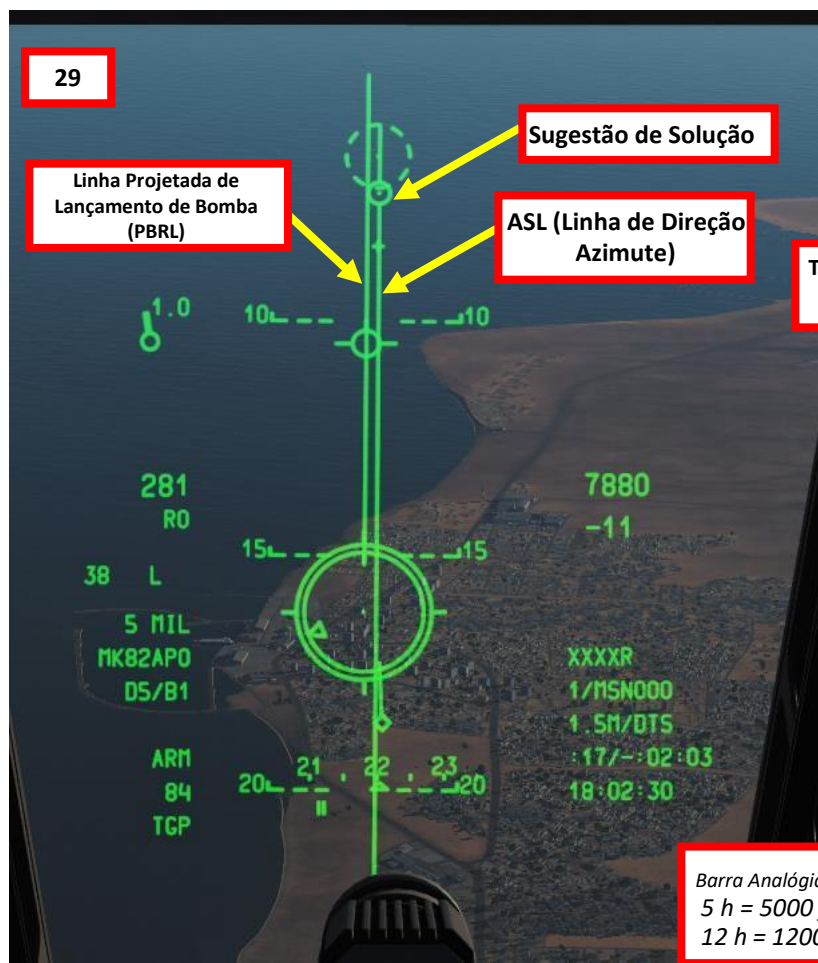 29
Sugestão de Solução
Linha Projetada de
Lançamento de Bomba
(PBRL)
ASL (Linha de Direção
Azimute)
T
1.0
10 10
281
7880
RO
-11
15 15
38 L
5 MIL
MK82APO
D5/B1
XXXXR
1/MSN000
1.5M/DTS
:17/-:02:03
18:02:30
ARM
84
TGP
21 22 23
20 20
Barra Analógic
5 h = 5000
12 h = 1200